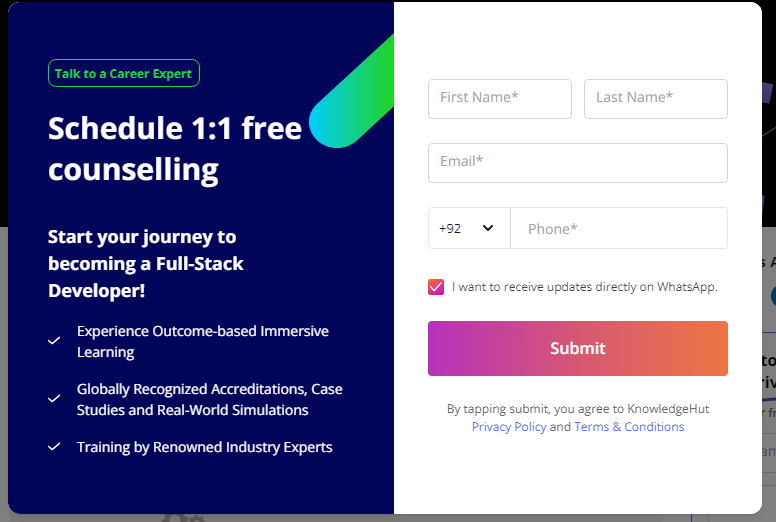 Talk to a Career Expert
Schedule 1:1 free
counselling
Start your journey to
becoming a Full-Stack
Developer!
Experience Outcome-based Immersive
Learning
Globally Recognized Accreditations, Case
Studies and Real-World Simulations
Training by Renowned Industry Experts
First Name* Last Name*
Email*
+92 Phone*
I want to receive updates directly on WhatsApp.
Submit
By tapping submit, you agree to KnowledgeHut
Privacy Policy and Terms & Conditions